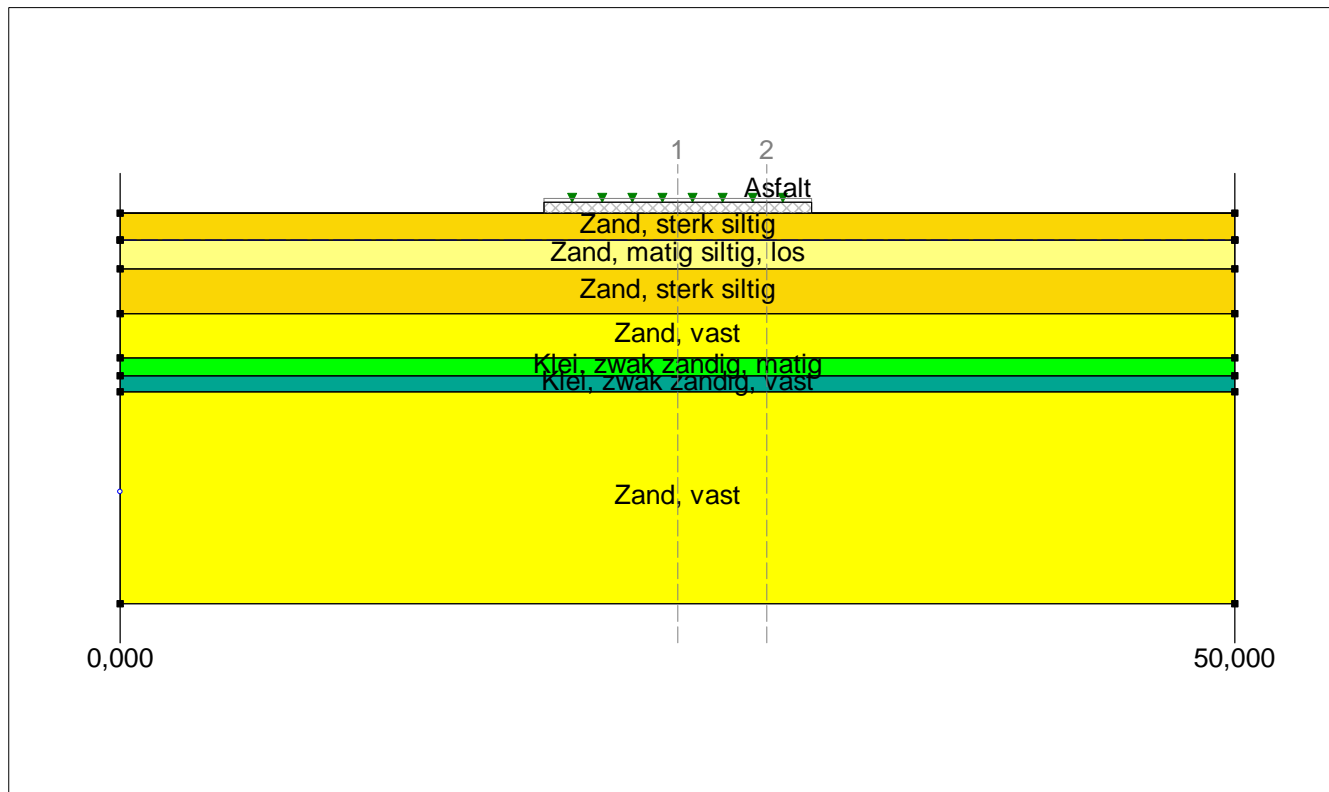 1 2
Asfalt
Zand, sterk siltig
Zand, matig siltig, los
Zand, sterk siltig
Zand, vast
Klei, zwak zandig, matig
Klei, zwak zandig, vast
Zand, vast
0,000 50,000